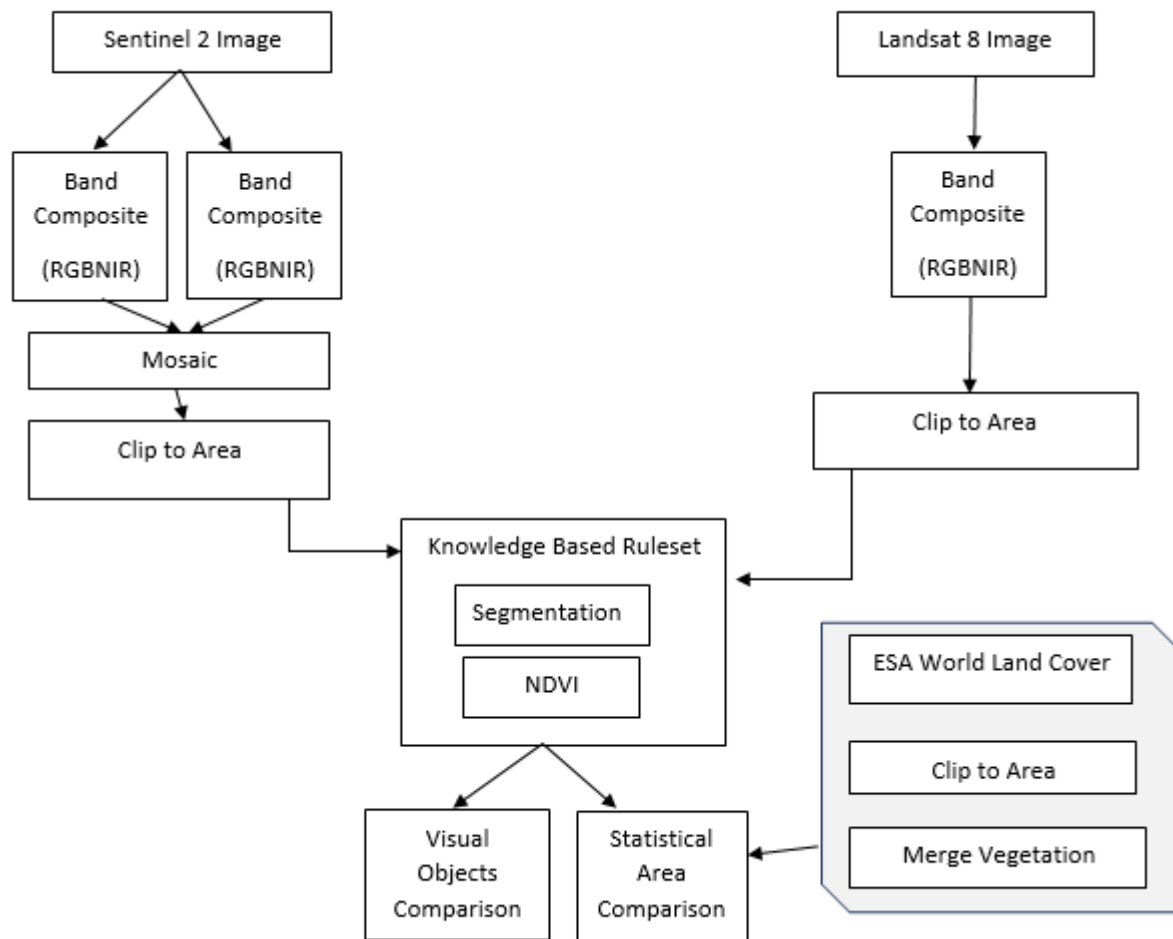 Sentinel 2 Image
Landsat 8 Image
Band
Composite
(RGBNIR)
Band
Composite
(RGBNIR)
Band
Composite
(RGBNIR)
Mosaic
Clip to Area
Clip to Area
Knowledge Based Ruleset
Segmentation
NDVI
ESA World Land Cover
Clip to Area
Merge Vegetation
Visual
Objects
Comparison
Statistical
Area
Comparison